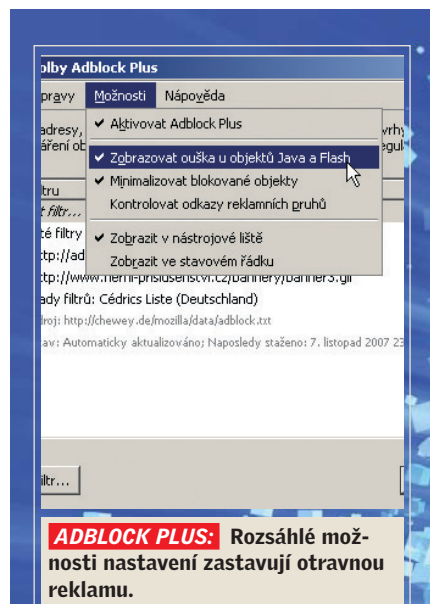 olby Adblock Plus
pravy Možnosti Nápověda
adresy,
vrhy
áření ob
regul
✔ Aktivovat Adblock Plus
✔ Zobrazovat ouška u objektů Java a Flash
✔ Minimalizovat blokované objekty
Kontrolovat odkazy reklamních pruhů
✔ Zobrazit v nástrojové liště
Zobrazit ve stavovém řádku
tru
t filtr...
té filtry
ttp://ad
ady filtrů: Cédrics Liste (Deutschland)
droj: http://chewey.de/mozilla/data/adblock.txt
av: Automaticky aktualizováno; Naposledy staženo: 7. listopad 2007 23
iltr...
ADBLOCK PLUS: Rozsáhlé mož-
nosti nastavení zastavují otravnou
reklamu.